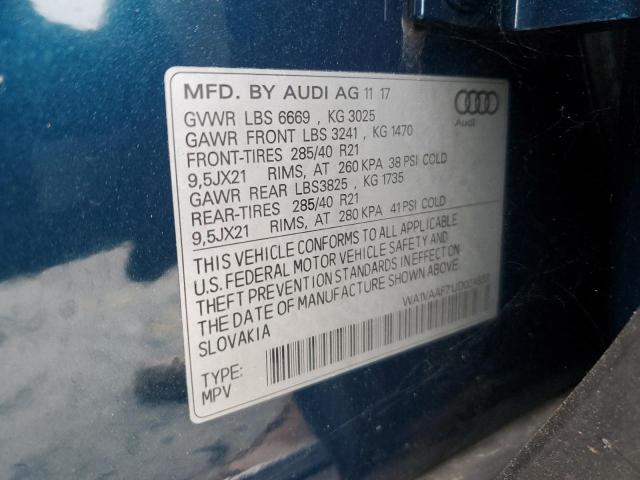 MFD. BY AUDI AG 11 17
GVWR LBS 6669 , KG 3025
GAWR FRONT LBS 3241 , KG 1470
FRONT-TIRES 285/40 R21
9,5JX21 RIMS, AT 260 KPA 38 PSI COLD
GAWR REAR LBS3825 , KG 1735
REAR-TIRES 285/40 R21
9,5JX21 RIMS, AT 280 KPA 41 PSI COLD
Audi
THIS VEHICLE CONFORMS TO ALL APPLICABLE
U.S. FEDERAL MOTOR VEHICLE SAFETY AND
THEFT PREVENTION STANDARDS IN EFFECT ON
THE DATE OF MANUFACTURE SHOWN ABOVE.
SLOVAKIA
TYPE:
MPV